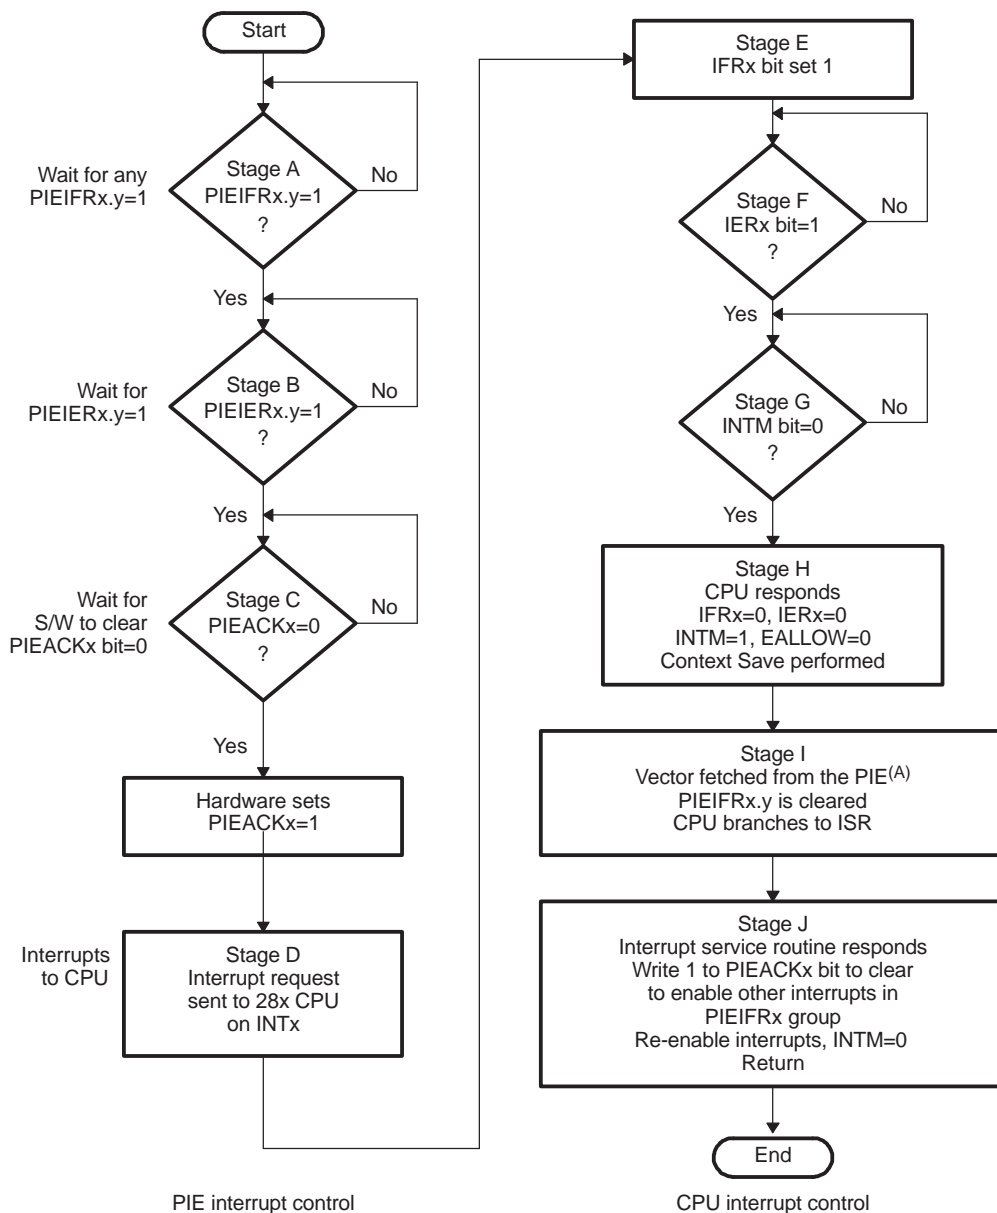 Start
Wait for any
PIEIFRx.y=1
Stage A
PIEIFRx.y=1
?
No
Yes
Wait for
PIEIERx.y=1
Stage B
PIEIERx.y=1
?
No
Yes
Wait for
S/W to clear
PIEACKx bit=0
Stage C
PIEACKx=0
?
No
Yes
Hardware sets
PIEACKx=1
Interrupts
to CPU
Stage D
Interrupt request
sent to 28x CPU
on INTx
PIE interrupt control
Stage E
IFRx bit set 1
Stage F
IERx bit=1
?
No
Yes
Stage G
INTM bit=0
?
No
Yes
Stage H
CPU responds
IFRx=0, IERx=0
INTM=1, EALLOW=0
Context Save performed
Stage I
Vector fetched from the PIE(A)
PIEIFRx.y is cleared
CPU branches to ISR
Stage J
Interrupt service routine responds
Write 1 to PIEACKx bit to clear
to enable other interrupts in
PIEIFRx group
Re-enable interrupts, INTM=0
Return
End
CPU interrupt control